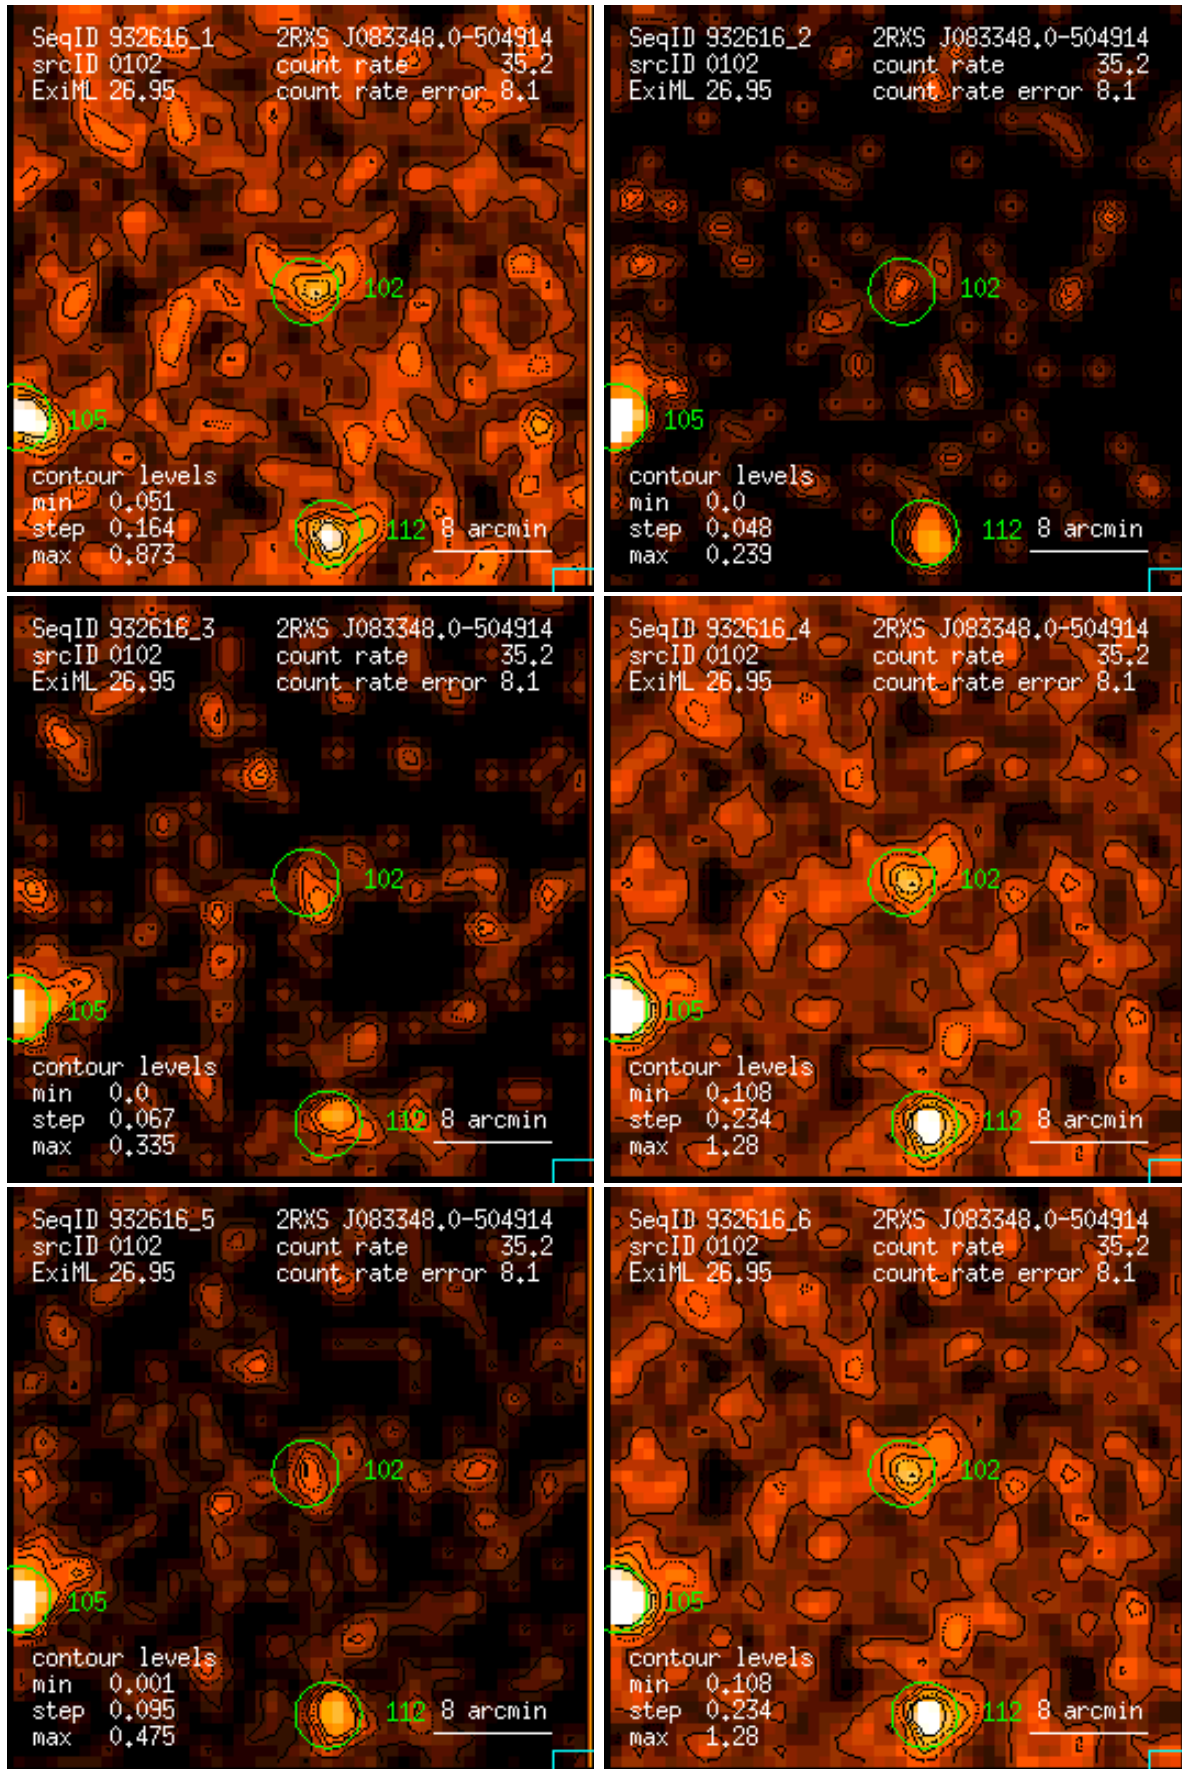 SeqID 932616_1 2RXS J083348.0-504914
srcID 0102 count rate 35.2
ExiML 26.95 count rate error 8.1
102
105
contour levels
min 0.051
step 0.164
max 0.873
112 8 arcmin
SeqID 932616_2 2RXS J083348.0-504914
srcID 0102 count rate 35.2
ExiML 26.95 count rate error 8.1
102
105
contour levels
min 0.0
step 0.048
max 0.239
112 8 arcmin
SeqID 932616_3 2RXS J083348.0-504914
srcID 0102 count rate 35.2
ExiML 26.95 count rate error 8.1
102
105
contour levels
min 0.0
step 0.067
max 0.335
112 8 arcmin
SeqID 932616_4 2RXS J083348.0-504914
srcID 0102 count rate 35.2
ExiML 26.95 count rate error 8.1
102
105
contour levels
min 0.108
step 0.234
max 1.28
112 8 arcmin
SeqID 932616_5 2RXS J083348.0-504914
srcID 0102 count rate 35.2
ExiML 26.95 count rate error 8.1
102
105
contour levels
min 0.001
step 0.095
max 0.475
112 8 arcmin
SeqID 932616_6 2RXS J083348.0-504914
srcID 0102 count rate 35.2
ExiML 26.95 count rate error 8.1
102
105
contour levels
min 0.108
step 0.234
max 1.28
112 8 arcmin